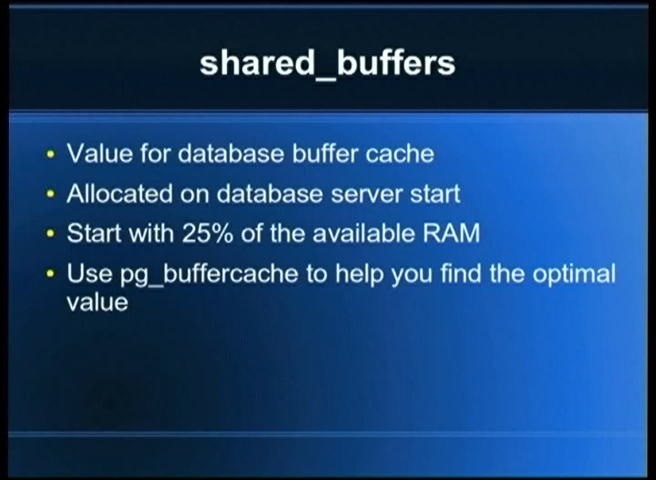 shared_buffers
• Value for database buffer cache
• Allocated on database server start
• Start with 25% of the available RAM
• Use pg_buffercache to help you find the optimal
value